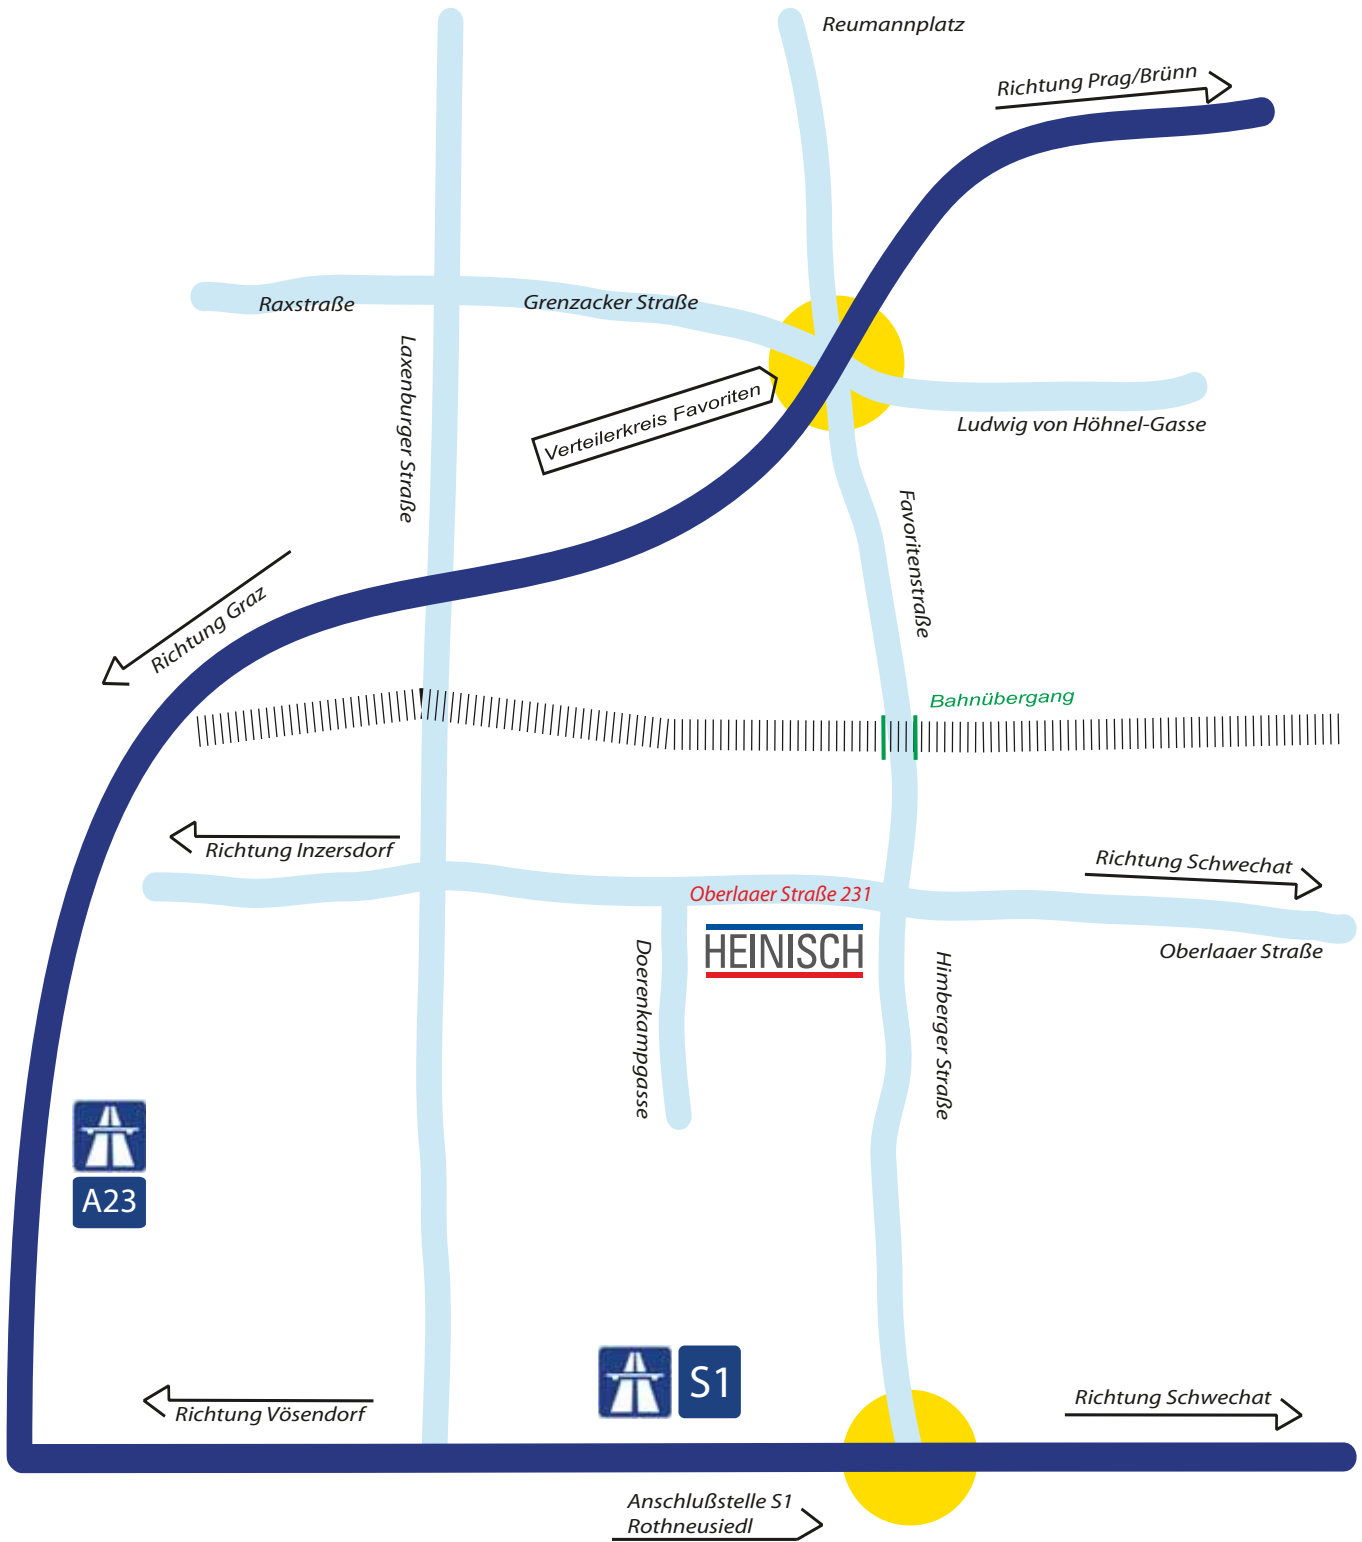 Reumannplatz
Richtung Prag/Brünn
Raxstraße
Grenzacker Straße
Laxenburger Straße
Verteilerkreis Favoriten
Ludwig von Höhnel-Gasse
Favoritenstraße
Richtung Graz
Bahnübergang
Richtung Inzersdorf
Richtung Schwechat
Oberlaaer Straße 231
HEINISCH
Oberlaaer Straße
Doerenkampgasse
Himberger Straße
A23
S1
Richtung Vösendorf
Richtung Schwechat
Anschlußstelle S1
Rothneusiedl